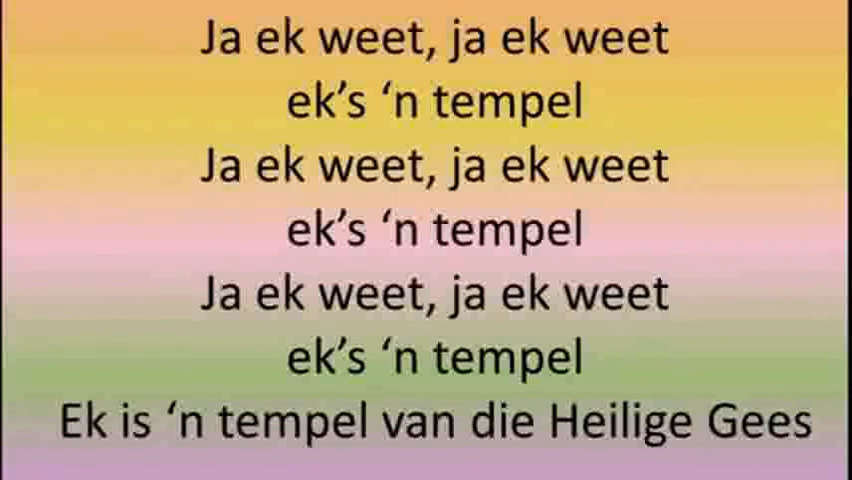 Ja ek weet, ja ek weet
ek’s ‘n tempel
Ja ek weet, ja ek weet
ek’s ‘n tempel
Ja ek weet, ja ek weet
ek’s ‘n tempel
Ek is ‘n tempel van die Heilige Gees